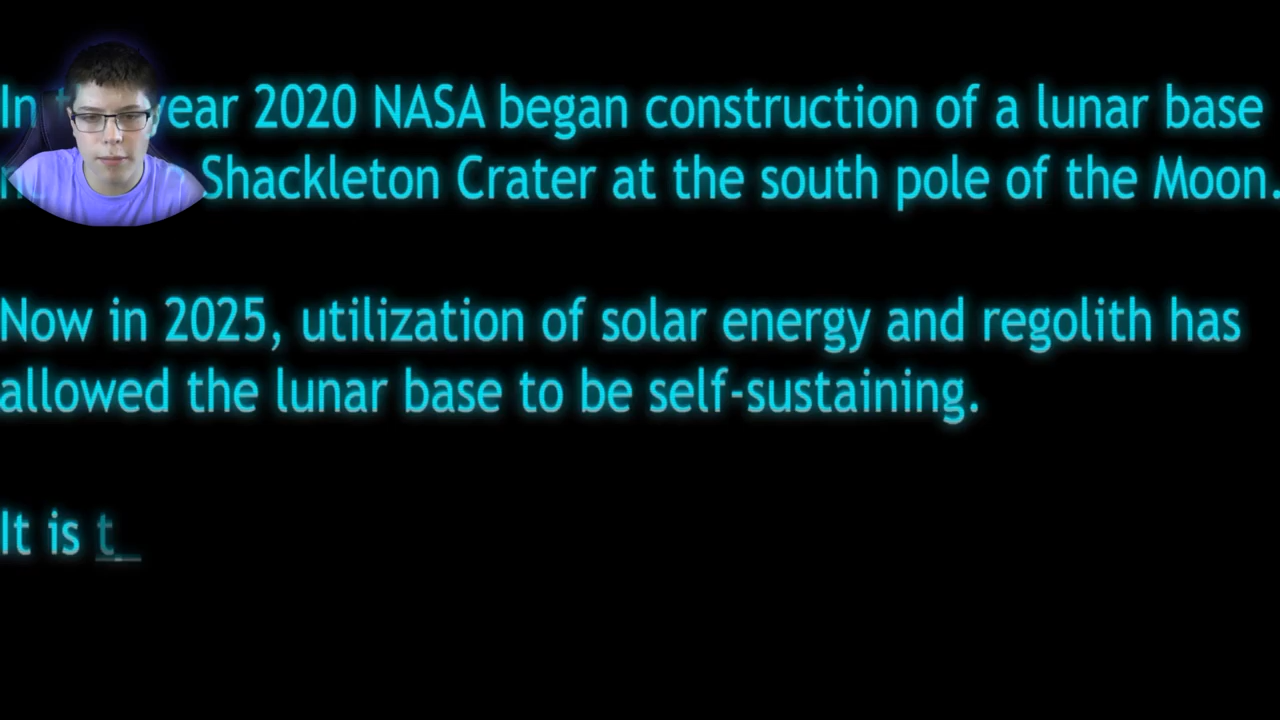 In year 2020 NASA began construction of a lunar base
Shackleton Crater at the south pole of the Moon.
Now in 2025, utilization of solar energy and regolith has
allowed the lunar base to be self-sustaining.
It is t_